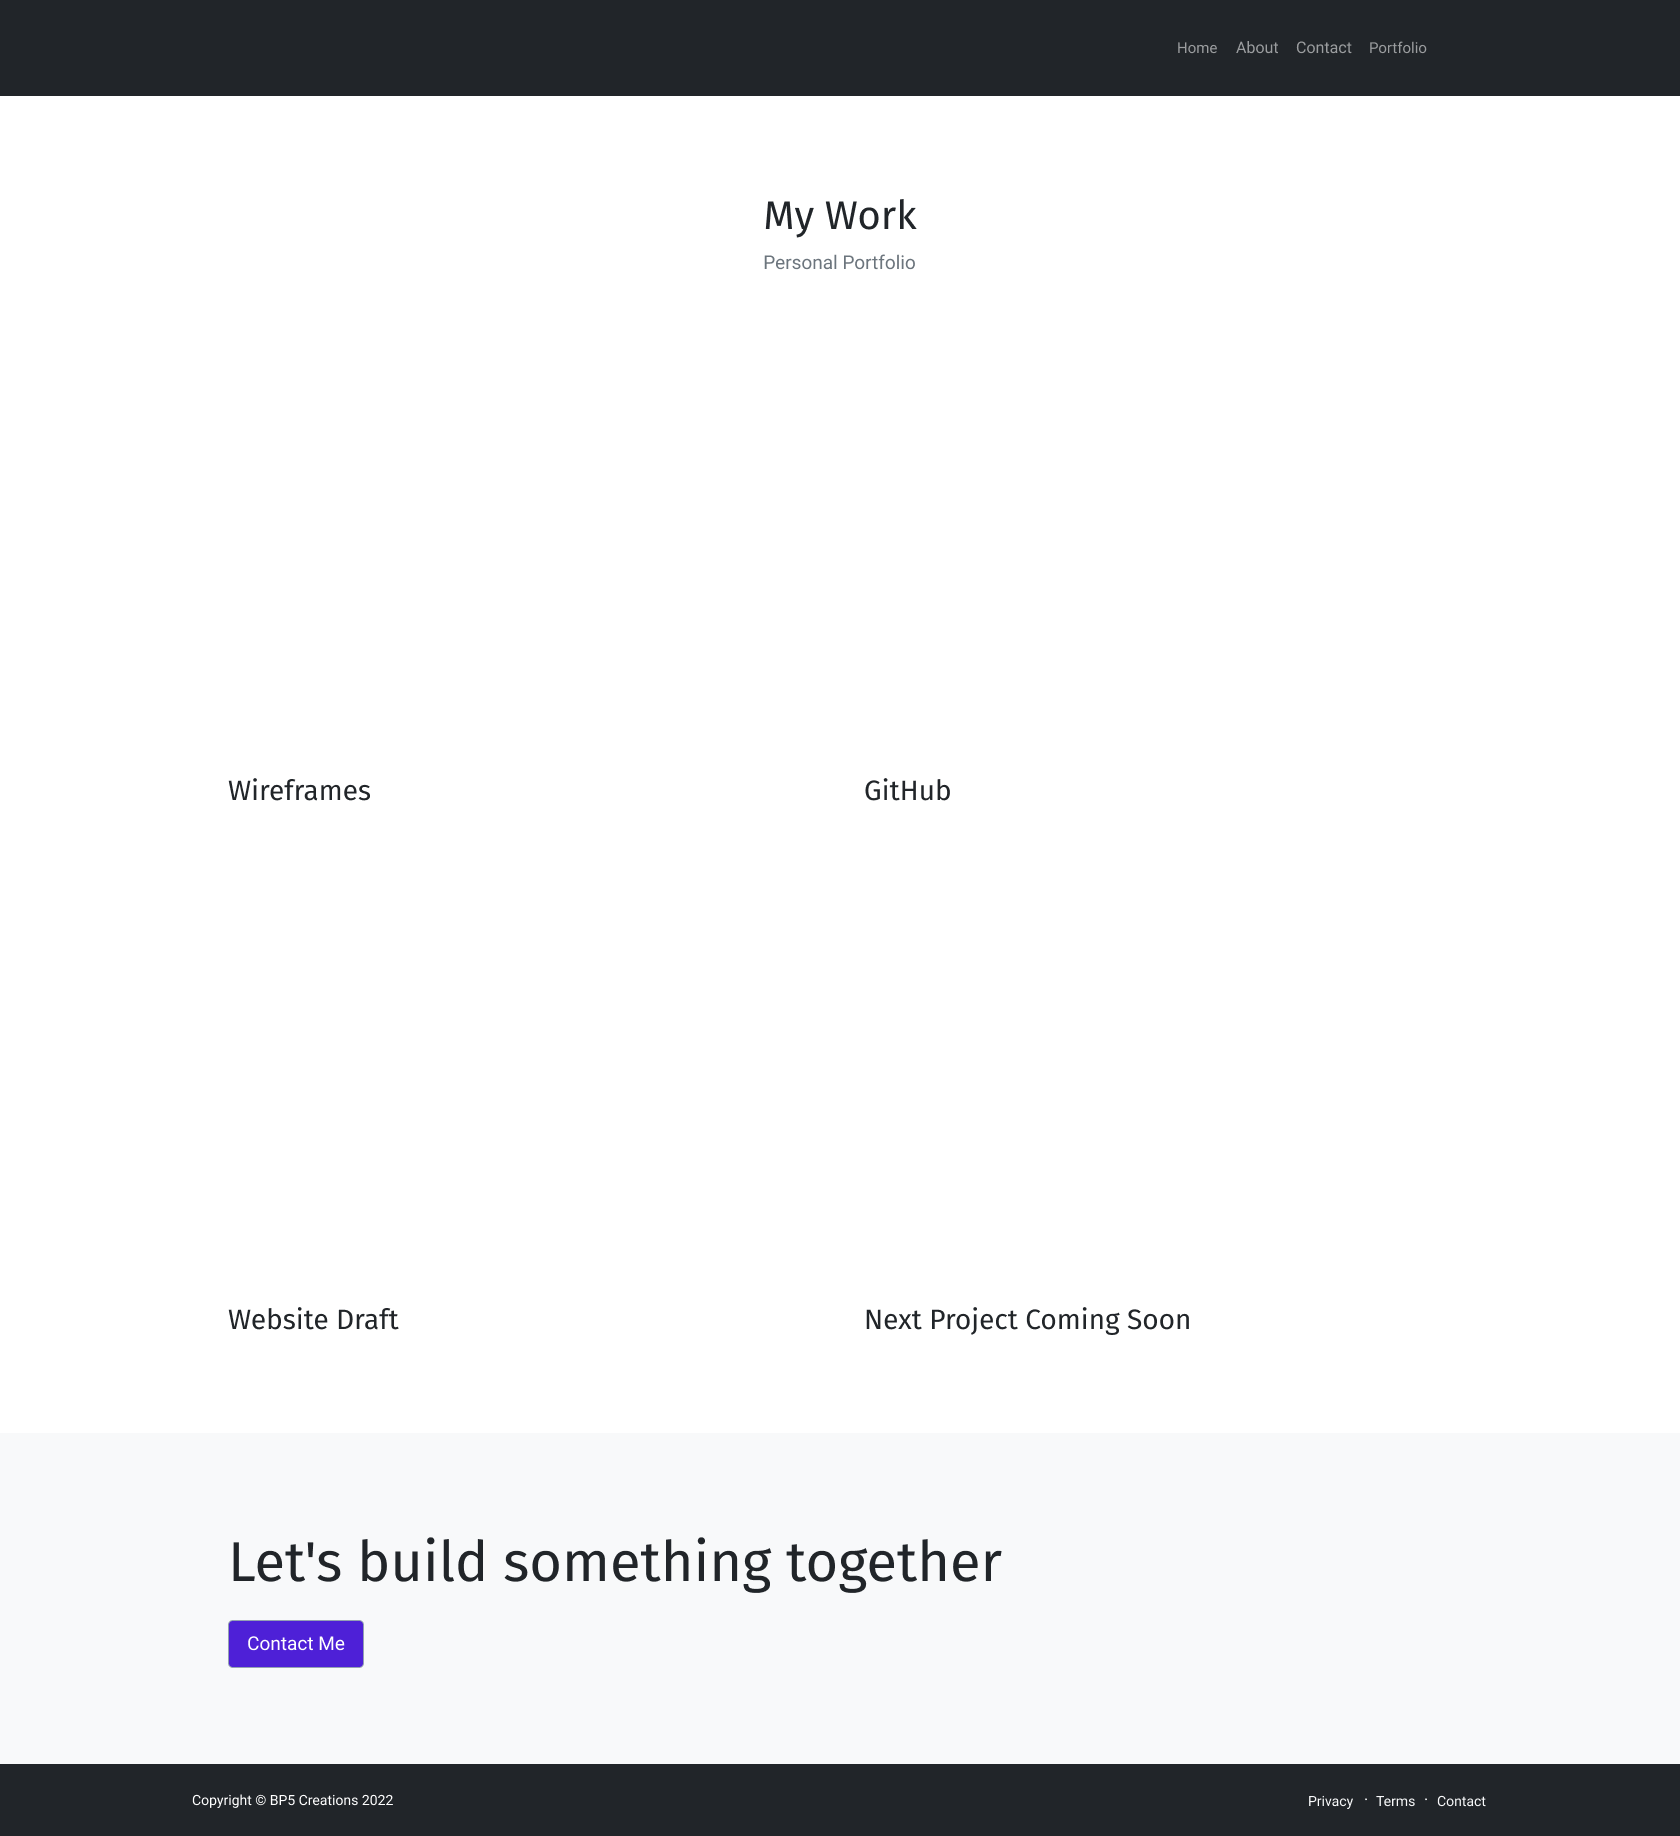 Home About Contact Portfolio
My Work
Personal Portfolio
Wireframes
GitHub
Website Draft
Next Project Coming Soon
Let's build something together
Contact Me
Copyright © BP5 Creations 2022
Privacy · Terms · Contact